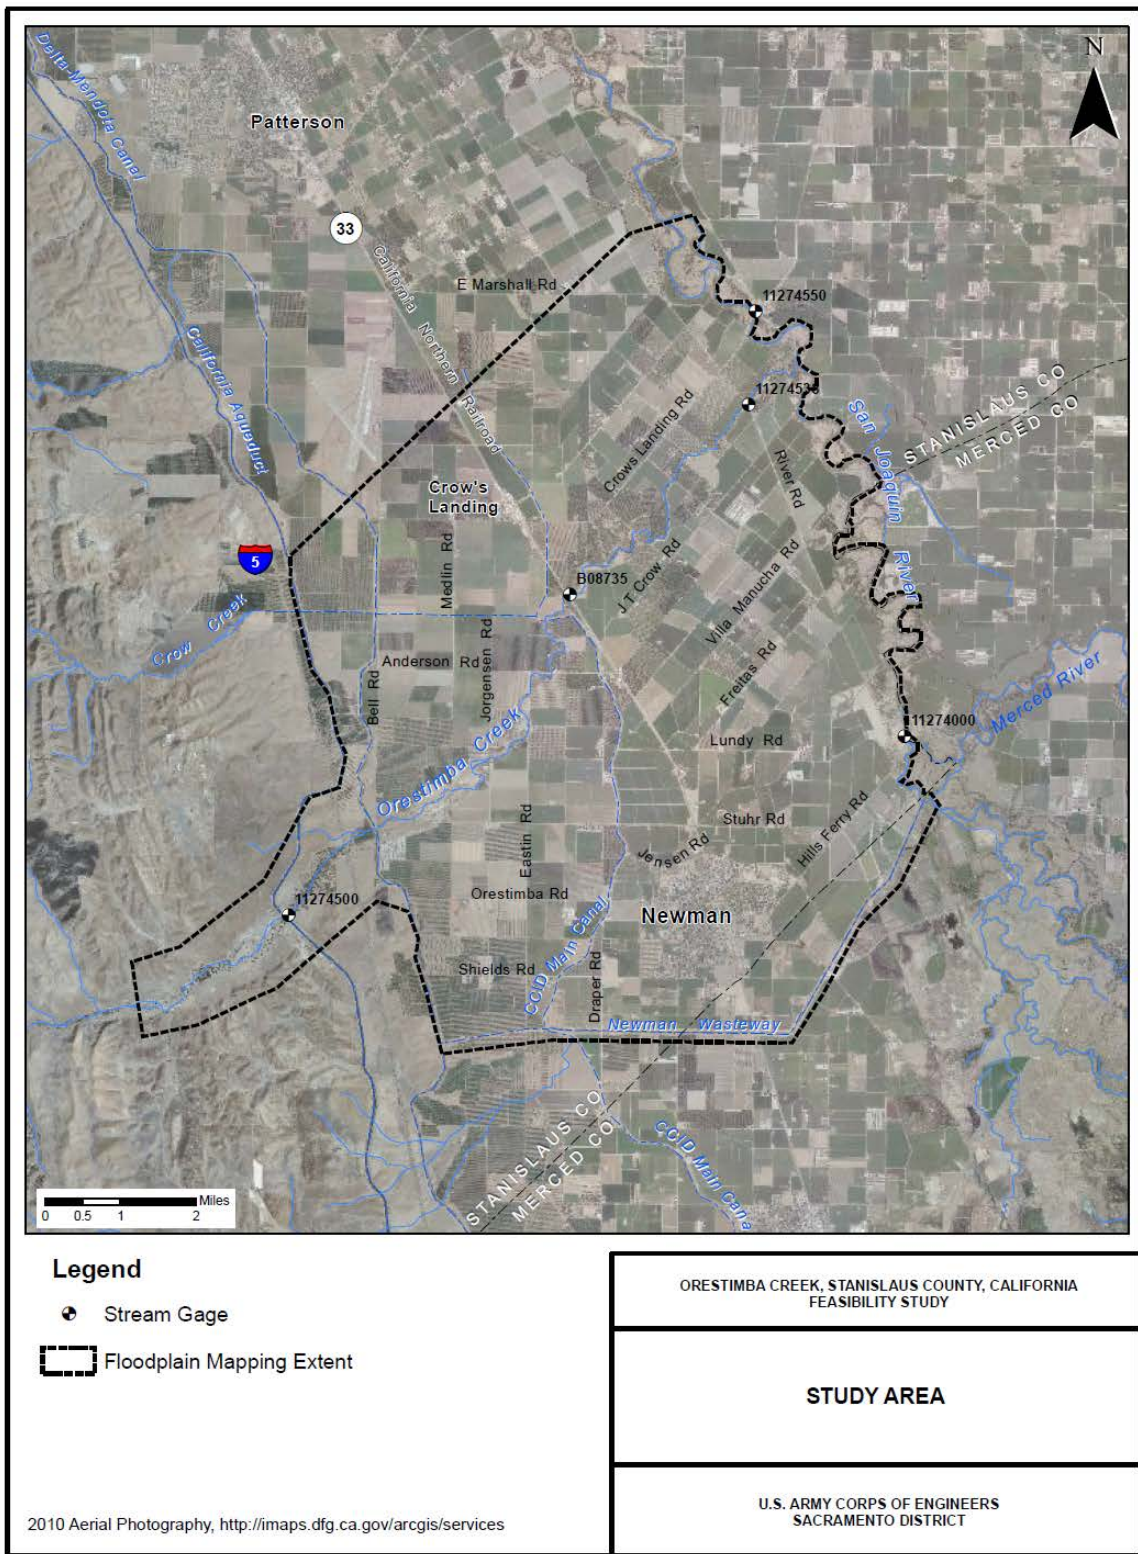 N
Delta-Mendota Canal
Patterson
33
California Northern Railroad
E Marshall Rd
11274550
California Aqueduct
11274538
STANISLAUS CO
MERCED CO
San Joaquin River
Crows Landing Rd
River Rd
Crow's
Landing
5
Medlin Rd
B08735
J T Crow Rd
Villa Manucha Rd
Crow Creek
Anderson Rd
Jorgensen Rd
Bell Rd
Freitas Rd
Merced River
11274000
Lundy Rd
Orestimba Creek
Stuhr Rd
Hills Ferry Rd
Eastin Rd
Jensen Rd
Orestimba Rd
11274500
Newman
CCID Main Canal
Shields Rd
Draper Rd
Newman Wasteway
STANISLAUS CO
MERCED CO
CCID Main Cana
Miles
0 0.5 1 2
Legend
Stream Gage
Floodplain Mapping Extent
2010 Aerial Photography, http://imaps.dfg.ca.gov/arcgis/services
ORESTIMBA CREEK, STANISLAUS COUNTY, CALIFORNIA
FEASIBILITY STUDY
STUDY AREA
U.S. ARMY CORPS OF ENGINEERS
SACRAMENTO DISTRICT